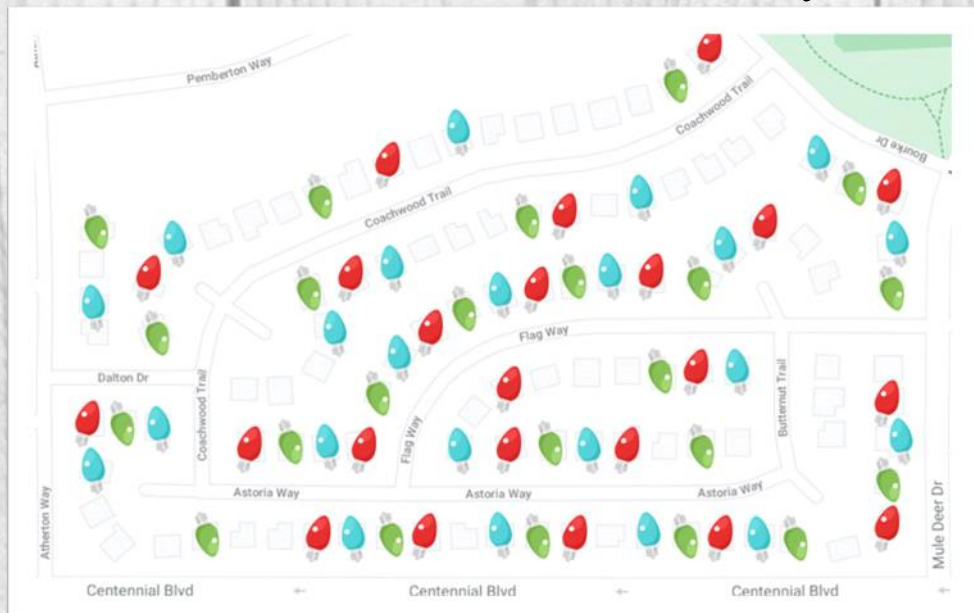 Pemberton Way
Coachwood Trail
Bourke Dr
Coachwood Trail
Flag Way
Dalton Dr
Coachwood Trail
Butternut Trail
Flag Way
Astoria Way
Astoria Way
Astoria Way
Atherton Way
Mule Deer Dr
Centennial Blvd
Centennial Blvd
Centennial Blvd